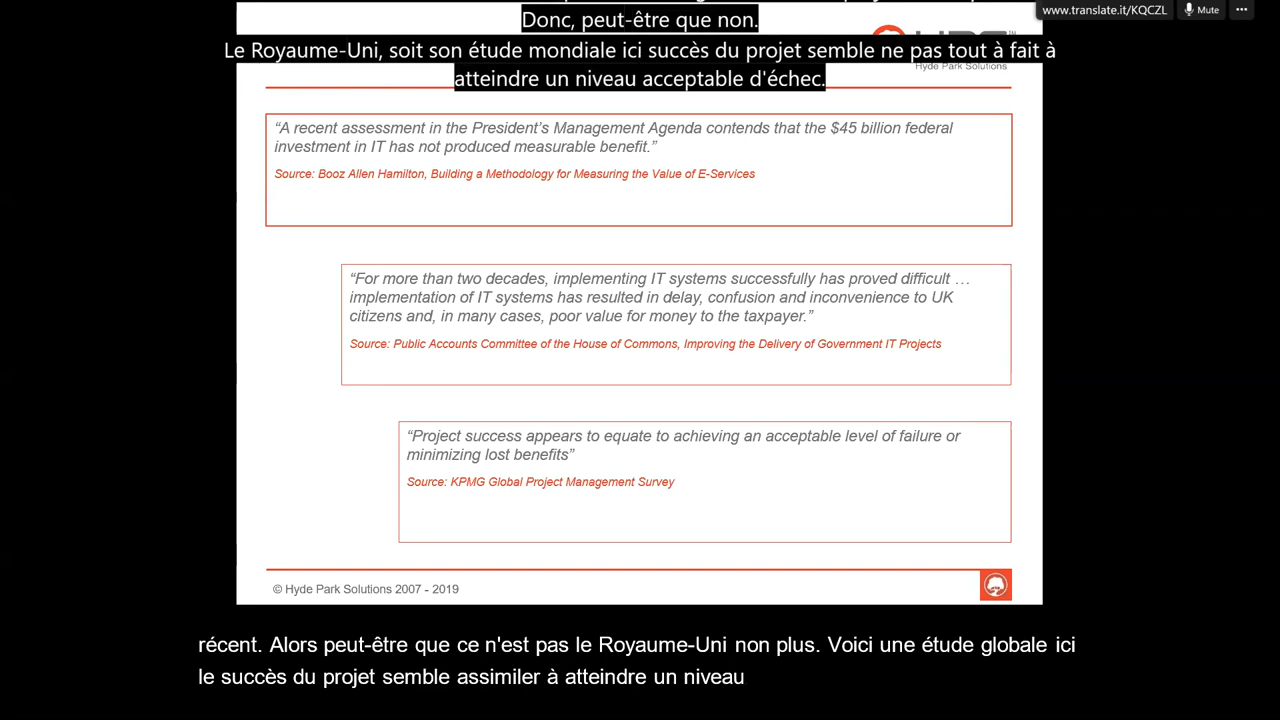 www.translate.it/KQCZL Mute
Donc, peut-être que non.
Le Royaume-Uni, soit son étude mondiale ici succès du projet semble ne pas tout à fait à
atteindre un niveau acceptable d'échec.
Hyde Park Solutions
“A recent assessment in the President’s Management Agenda contends that the $45 billion federal
investment in IT has not produced measurable benefit.”
Source: Booz Allen Hamilton, Building a Methodology for Measuring the Value of E-Services
“For more than two decades, implementing IT systems successfully has proved difficult …
implementation of IT systems has resulted in delay, confusion and inconvenience to UK
citizens and, in many cases, poor value for money to the taxpayer.”
Source: Public Accounts Committee of the House of Commons, Improving the Delivery of Government IT Projects
“Project success appears to equate to achieving an acceptable level of failure or
minimizing lost benefits”
Source: KPMG Global Project Management Survey
© Hyde Park Solutions 2007 - 2019
récent. Alors peut-être que ce n'est pas le Royaume-Uni non plus. Voici une étude globale ici
le succès du projet semble assimiler à atteindre un niveau